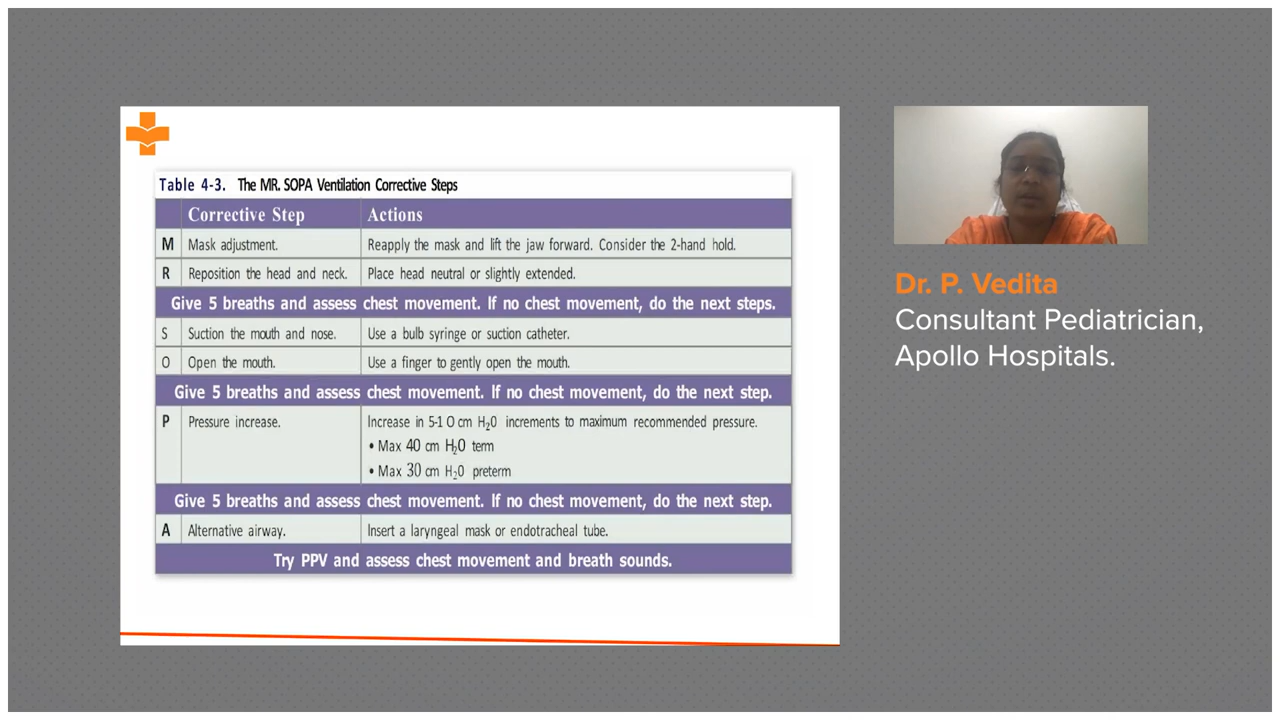 Table 4-3. The MR. SOPA Ventilation Corrective Steps
Corrective Step Actions
M Mask adjustment. Reapply the mask and lift the jaw forward. Consider the 2-hand hold.
R Reposition the head and neck. Place head neutral or slightly extended.
Give 5 breaths and assess chest movement. If no chest movement, do the next steps.
S Suction the mouth and nose. Use a bulb syringe or suction catheter.
O Open the mouth. Use a finger to gently open the mouth.
Give 5 breaths and assess chest movement. If no chest movement, do the next step.
P Pressure increase. Increase in 5-1 O cm H₂0 increments to maximum recommended pressure.
• Max 40 cm H₂O term
• Max 30 cm H₂0 preterm
Give 5 breaths and assess chest movement. If no chest movement, do the next step.
A Alternative airway. Insert a laryngeal mask or endotracheal tube.
Try PPV and assess chest movement and breath sounds.
Dr. P. Vedita
Consultant Pediatrician,
Apollo Hospitals.